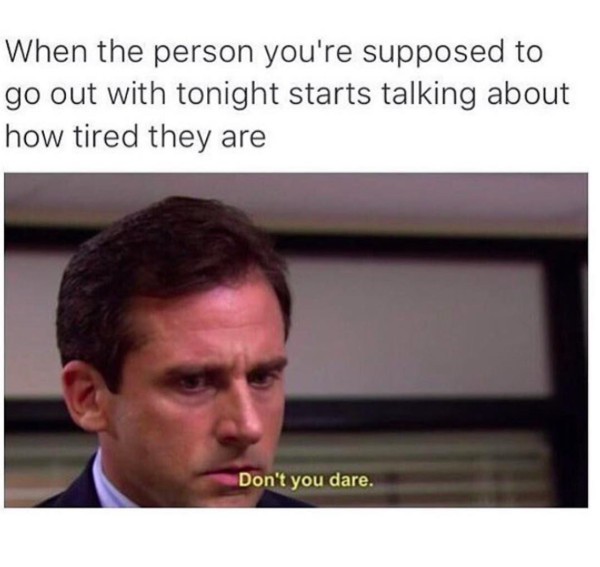 When the person you're supposed to
go out with tonight starts talking about
how tired they are
Don't you dare.